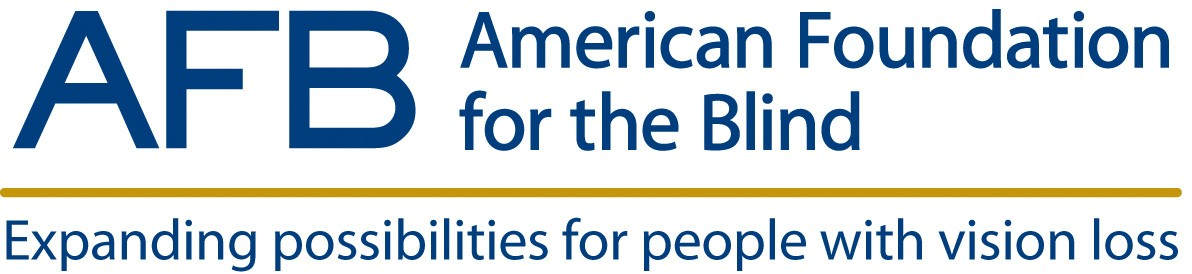 AFB
American Foundation
for the Blind
Expanding possibilities for people with vision loss